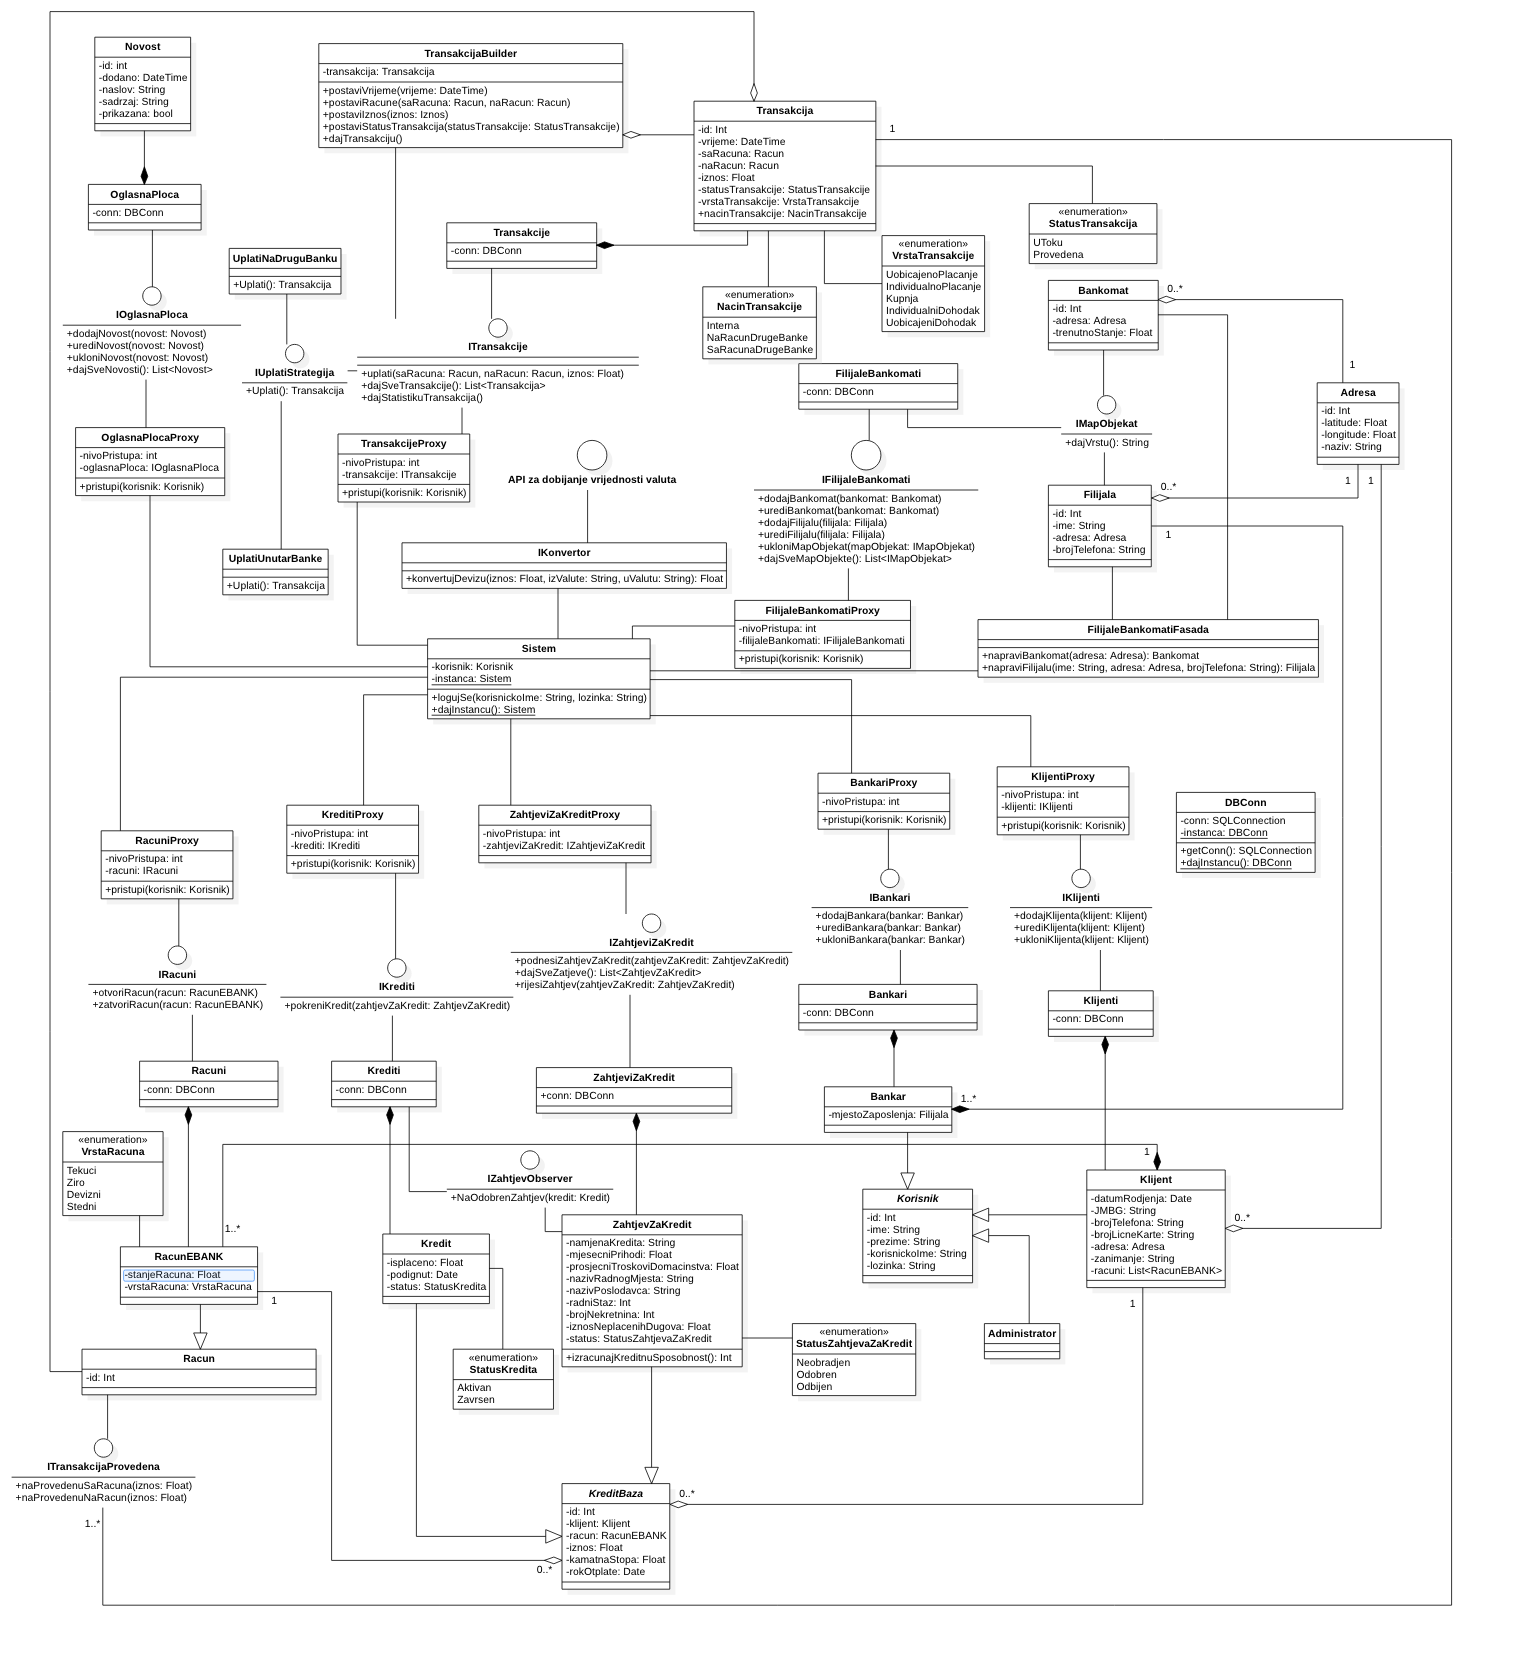 Novost
-id: int
-dodano: DateTime
-naslov: String
-sadrzaj: String
-prikazana: bool
TransakcijaBuilder
-transakcija: Transakcija
+postaviVrijeme(vrijeme: DateTime)
+postaviRacune(saRacuna: Racun, naRacun: Racun)
+postaviIznos(iznos: Iznos)
+postaviStatusTransakcija(statusTransakcije: StatusTransakcije)
+dajTransakciju()
Transakcija
-id: Int
-vrijeme: DateTime
-saRacuna: Racun
-naRacun: Racun
-iznos: Float
-statusTransakcije: StatusTransakcije
-vrstaTransakcije: VrstaTransakcije
+nacinTransakcije: NacinTransakcije
1
OglasnaPloca
-conn: DBConn
«enumeration»
StatusTransakcija
UToku
Provedena
Transakcije
-conn: DBConn
«enumeration»
VrstaTransakcije
UobicajenoPlacanje
IndividualnoPlacanje
Kupnja
IndividualniDohodak
UobicajeniDohodak
UplatiNaDruguBanku
+Uplati(): Transakcija
«enumeration»
NacinTransakcije
Interna
NaRacunDrugeBanke
SaRacunaDrugeBanke
Bankomat
-id: Int
-adresa: Adresa
-trenutnoStanje: Float
0..*
1
IOglasnaPloca
+dodajNovost(novost: Novost)
+urediNovost(novost: Novost)
+ukloniNovost(novost: Novost)
+dajSveNovosti(): List<Novost>
IUplatiStrategija
+Uplati(): Transakcija
ITransakcije
+uplati(saRacuna: Racun, naRacun: Racun, iznos: Float)
+dajSveTransakcije(): List<Transakcija>
+dajStatistikuTransakcija()
FilijaleBankomati
-conn: DBConn
Adresa
-id: Int
-latitude: Float
-longitude: Float
-naziv: String
1
1
IMapObjekat
+dajVrstu(): String
OglasnaPlocaProxy
-nivoPristupa: int
-oglasnaPloca: IOglasnaPloca
+pristupi(korisnik: Korisnik)
TransakcijeProxy
-nivoPristupa: int
-transakcije: ITransakcije
+pristupi(korisnik: Korisnik)
API za dobijanje vrijednosti valuta
IFilijaleBankomati
+dodajBankomat(bankomat: Bankomat)
+urediBankomat(bankomat: Bankomat)
+dodajFilijalu(filijala: Filijala)
+urediFilijalu(filijala: Filijala)
+ukloniMapObjekat(mapObjekat: IMapObjekat)
+dajSveMapObjekte(): List<IMapObjekat>
Filijala
-id: Int
-ime: String
-adresa: Adresa
-brojTelefona: String
0..*
1
UplatiUnutarBanke
+Uplati(): Transakcija
IKonvertor
+konvertujDevizu(iznos: Float, izValute: String, uValutu: String): Float
FilijaleBankomatiProxy
-nivoPristupa: int
-filijaleBankomati: IFilijaleBankomati
+pristupi(korisnik: Korisnik)
FilijaleBankomatiFasada
+napraviBankomat(adresa: Adresa): Bankomat
+napraviFilijalu(ime: String, adresa: Adresa, brojTelefona: String): Filijala
Sistem
-korisnik: Korisnik
-instanca: Sistem
+logujSe(korisnickoIme: String, lozinka: String)
+dajInstancu(): Sistem
RacuniProxy
-nivoPristupa: int
-racuni: IRacuni
+pristupi(korisnik: Korisnik)
KreditiProxy
-nivoPristupa: int
-krediti: IKrediti
+pristupi(korisnik: Korisnik)
ZahtjeviZaKreditProxy
-nivoPristupa: int
-zahtjeviZaKredit: IZahtjeviZaKredit
BankariProxy
-nivoPristupa: int
+pristupi(korisnik: Korisnik)
KlijentiProxy
-nivoPristupa: int
-klijenti: IKlijenti
+pristupi(korisnik: Korisnik)
DBConn
-conn: SQLConnection
-instanca: DBConn
+getConn(): SQLConnection
+dajInstancu(): DBConn
IRacuni
+otvoriRacun(racun: RacunEBANK)
+zatvoriRacun(racun: RacunEBANK)
IKrediti
+pokreniKredit(zahtjevZaKredit: ZahtjevZaKredit)
IZahtjeviZaKredit
+podnesiZahtjevZaKredit(zahtjevZaKredit: ZahtjevZaKredit)
+dajSveZatjeve(): List<ZahtjevZaKredit>
+rijesiZahtjev(zahtjevZaKredit: ZahtjevZaKredit)
IBankari
+dodajBankara(bankar: Bankar)
+urediBankara(bankar: Bankar)
+ukloniBankara(bankar: Bankar)
IKlijenti
+dodajKlijenta(klijent: Klijent)
+urediKlijenta(klijent: Klijent)
+ukloniKlijenta(klijent: Klijent)
Racuni
-conn: DBConn
Krediti
-conn: DBConn
ZahtjeviZaKredit
+conn: DBConn
Bankari
-conn: DBConn
Klijenti
-conn: DBConn
Bankar
-mjestoZaposlenja: Filijala
1..*
«enumeration»
VrstaRacuna
Tekuci
Ziro
Devizni
Stedni
1..*
IZahtjevObserver
+NaOdobrenZahtjev(kredit: Kredit)
Korisnik
-id: Int
-ime: String
-prezime: String
-korisnickoIme: String
-lozinka: String
1
Klijent
-datumRodjenja: Date
-JMBG: String
-brojTelefona: String
-brojLicneKarte: String
-adresa: Adresa
-zanimanje: String
-racuni: List<RacunEBANK>
0..*
1
RacunEBANK
-stanjeRacuna: Float
-vrstaRacuna: VrstaRacuna
1
Kredit
-isplaceno: Float
-podignut: Date
-status: StatusKredita
ZahtjevZaKredit
-namjenaKredita: String
-mjesecniPrihodi: Float
-prosjecniTroskoviDomacinstva: Float
-nazivRadnogMjesta: String
-nazivPoslodavca: String
-radniStaz: Int
-brojNekretnina: Int
-iznosNeplacenihDugova: Float
-status: StatusZahtjevaZaKredit
+izracunajKreditnuSposobnost(): Int
«enumeration»
StatusZahtjevaZaKredit
Neobradjen
Odobren
Odbijen
Administrator
Racun
-id: Int
«enumeration»
StatusKredita
Aktivan
Zavrsen
ITransakcijaProvedena
+naProvedenuSaRacuna(iznos: Float)
+naProvedenuNaRacun(iznos: Float)
1..*
KreditBaza
-id: Int
-klijent: Klijent
-racun: RacunEBANK
-iznos: Float
-kamatnaStopa: Float
-rokOtplate: Date
0..*
0..*